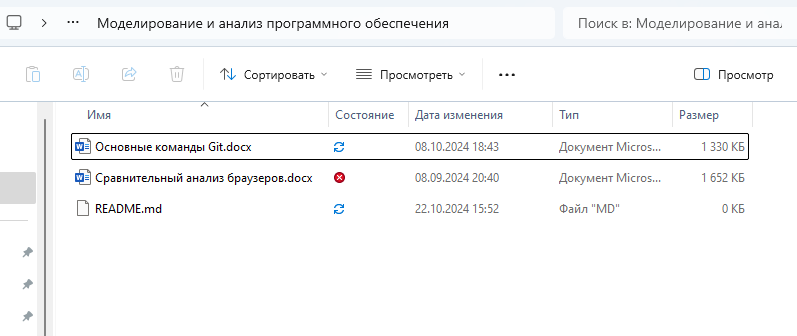 Моделирование и анализ программного обеспечения
Поиск в: Моделирование и ана
Сортировать Просмотреть ... Просмотр
Имя Состояние Дата изменения Тип Размер
Основные команды Git.docx 08.10.2024 18:43 Документ Micros... 1 330 КБ
Сравнительный анализ браузеров.docx 08.09.2024 20:40 Документ Micros... 1 652 КБ
README.md 22.10.2024 15:52 Файл "MD" 0 КБ